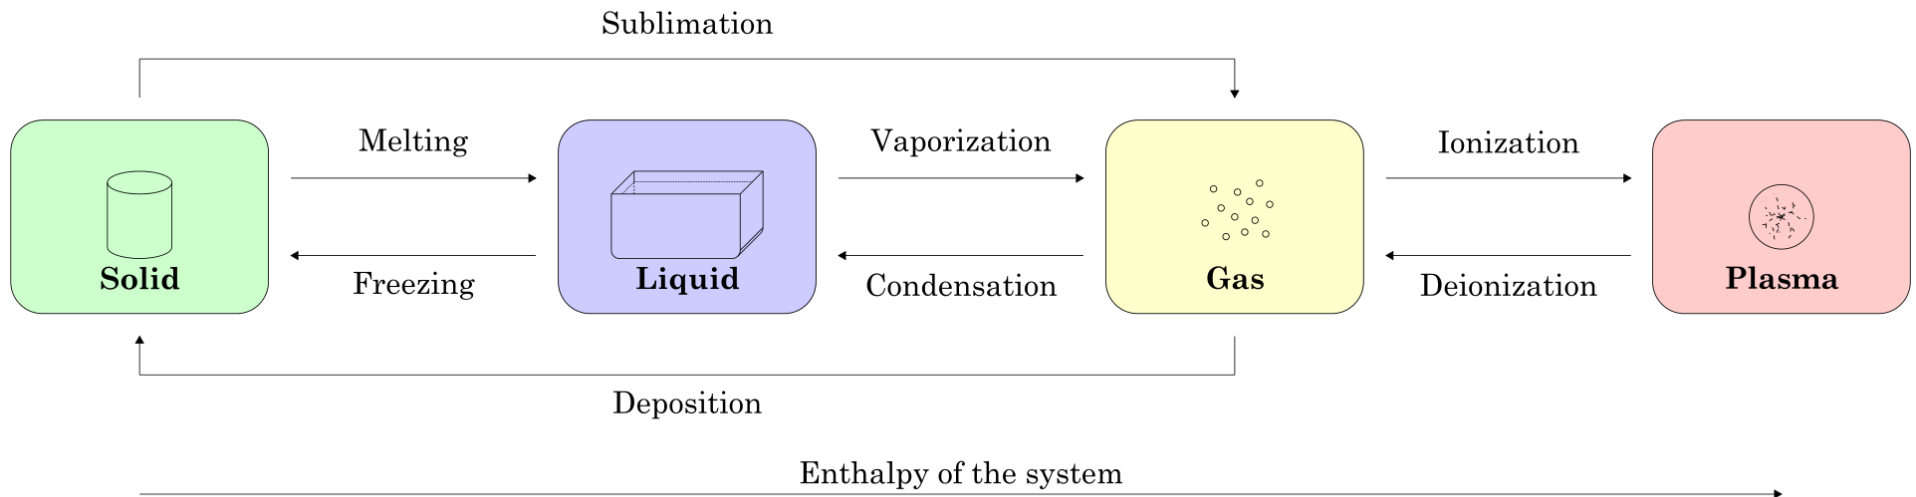 Sublimation
Melting
Vaporization
Ionization
Solid
Liquid
Gas
Plasma
Freezing
Condensation
Deionization
Deposition
Enthalpy of the system